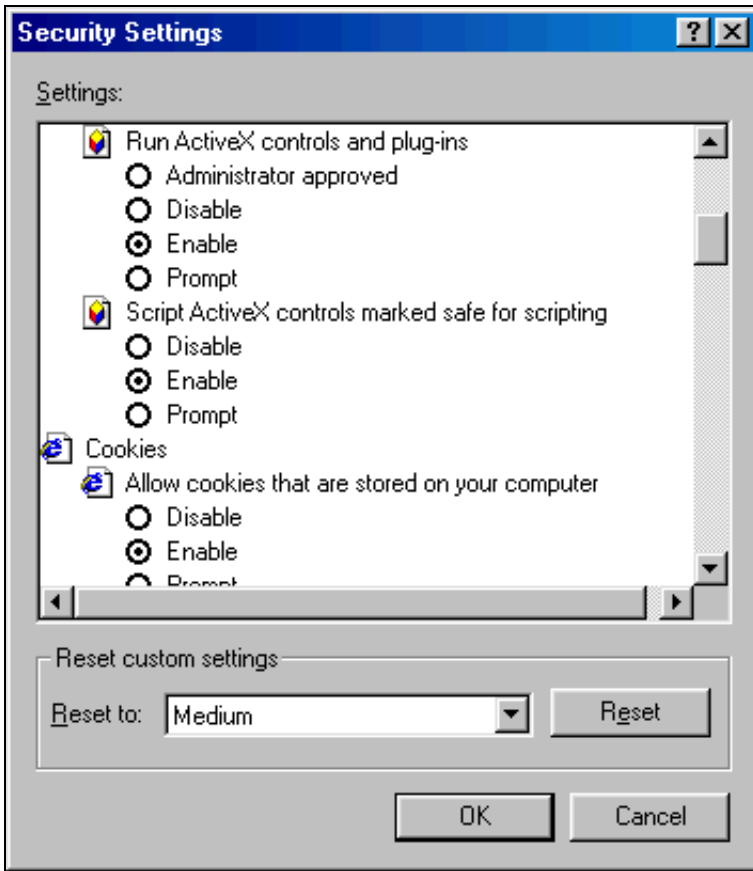 Security Settings
Settings:
Run ActiveX controls and plug-ins
Administrator approved
Disable
Enable
Prompt
Script ActiveX controls marked safe for scripting
Disable
Enable
Prompt
Cookies
Allow cookies that are stored on your computer
Disable
Enable
Prompt
Reset custom settings
Reset to: Medium Reset
OK Cancel